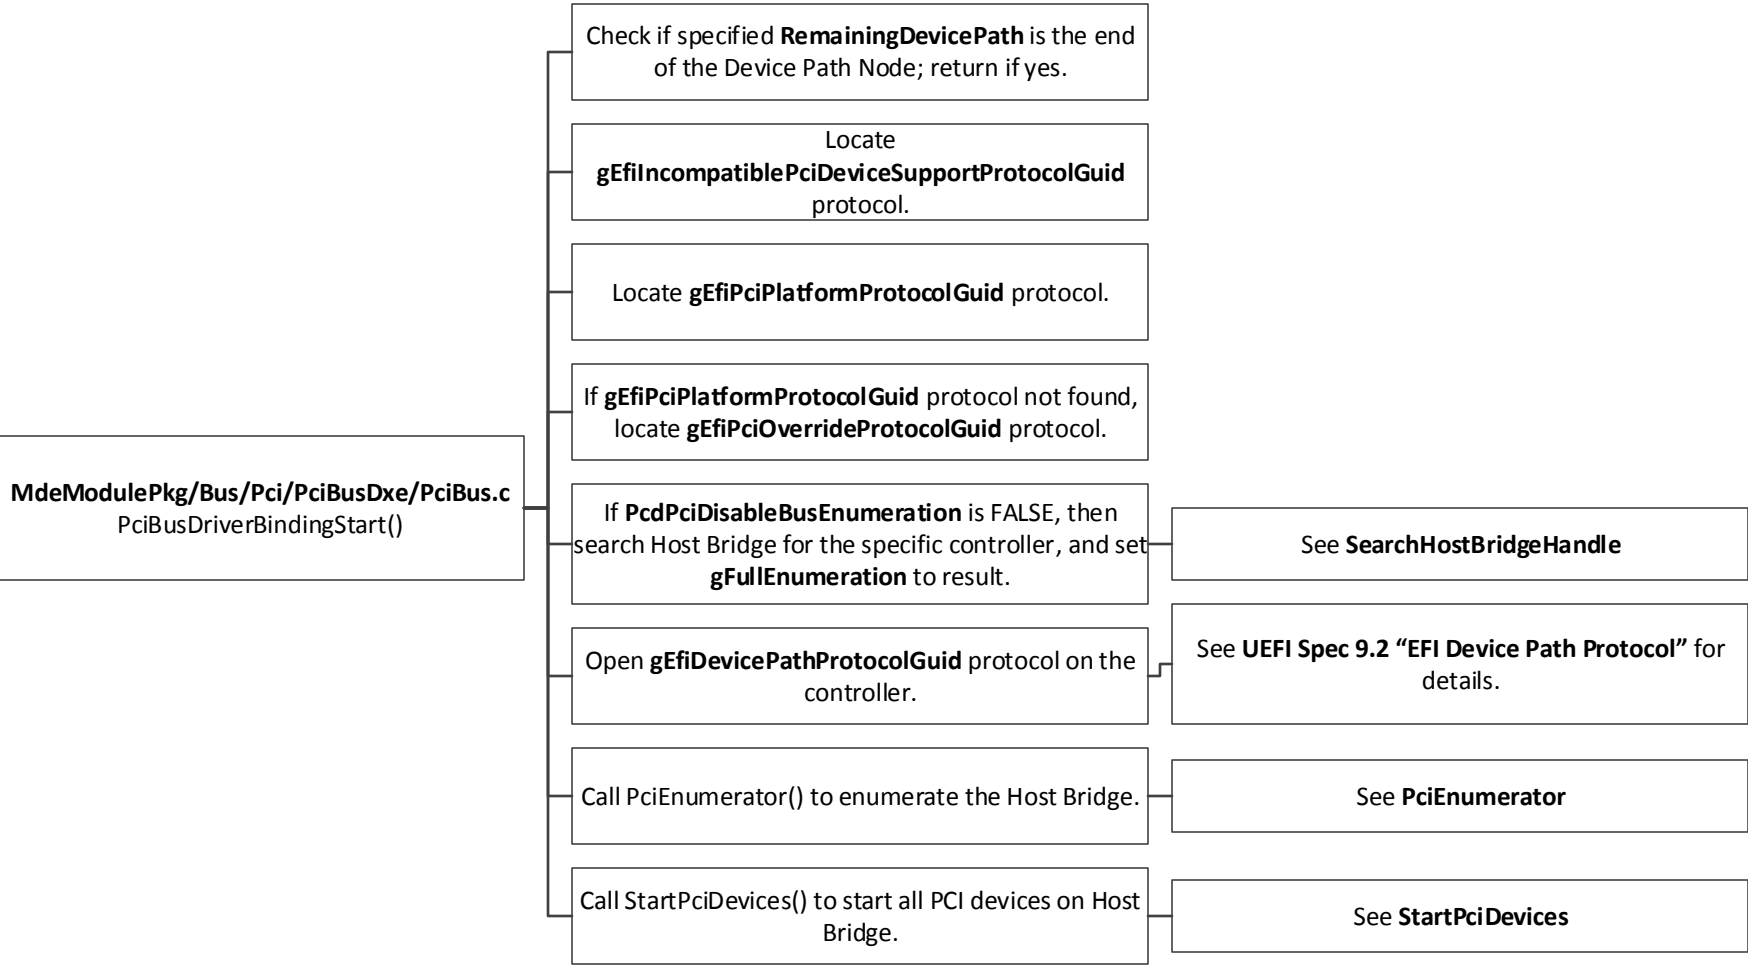 Check if specified RemainingDevicePath is the end
of the Device Path Node; return if yes.
Locate
gEfiIncompatiblePciDeviceSupportProtocolGuid
protocol.
Locate gEfiPciPlatformProtocolGuid protocol.
If gEfiPciPlatformProtocolGuid protocol not found,
locate gEfiPciOverrideProtocolGuid protocol.
MdeModulePkg/Bus/Pci/PciBusDxe/PciBus.c
PciBusDriverBindingStart()
If PcdPciDisableBusEnumeration is FALSE, then
search Host Bridge for the specific controller, and set
gFullEnumeration to result.
See SearchHostBridgeHandle
Open gEfiDevicePathProtocolGuid protocol on the
controller.
See UEFI Spec 9.2 “EFI Device Path Protocol” for
details.
Call PciEnumerator() to enumerate the Host Bridge.
See PciEnumerator
Call StartPciDevices() to start all PCI devices on Host
Bridge.
See StartPciDevices